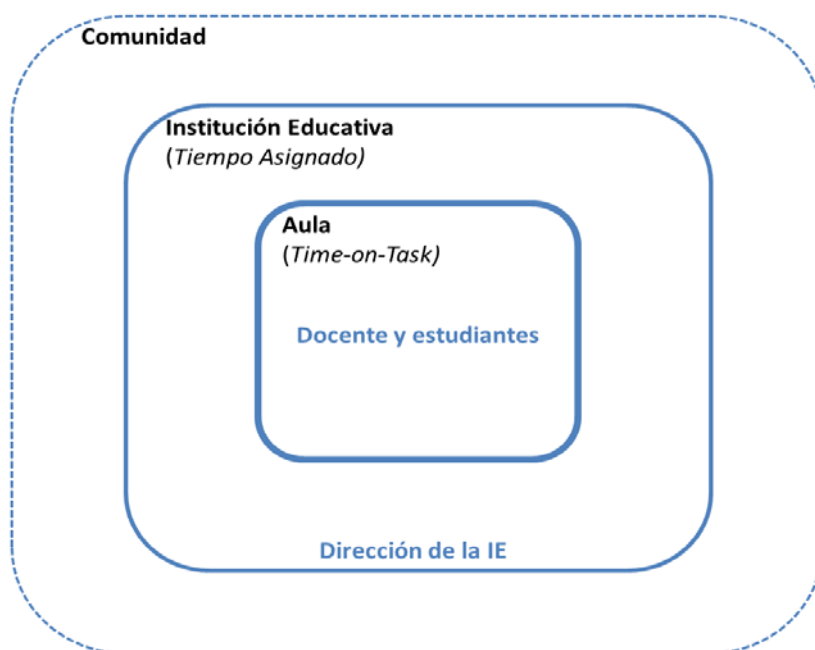 Comunidad
Institución Educativa
(Tiempo Asignado)
Aula
(Time-on-Task)
Docente y estudiantes
Dirección de la IE